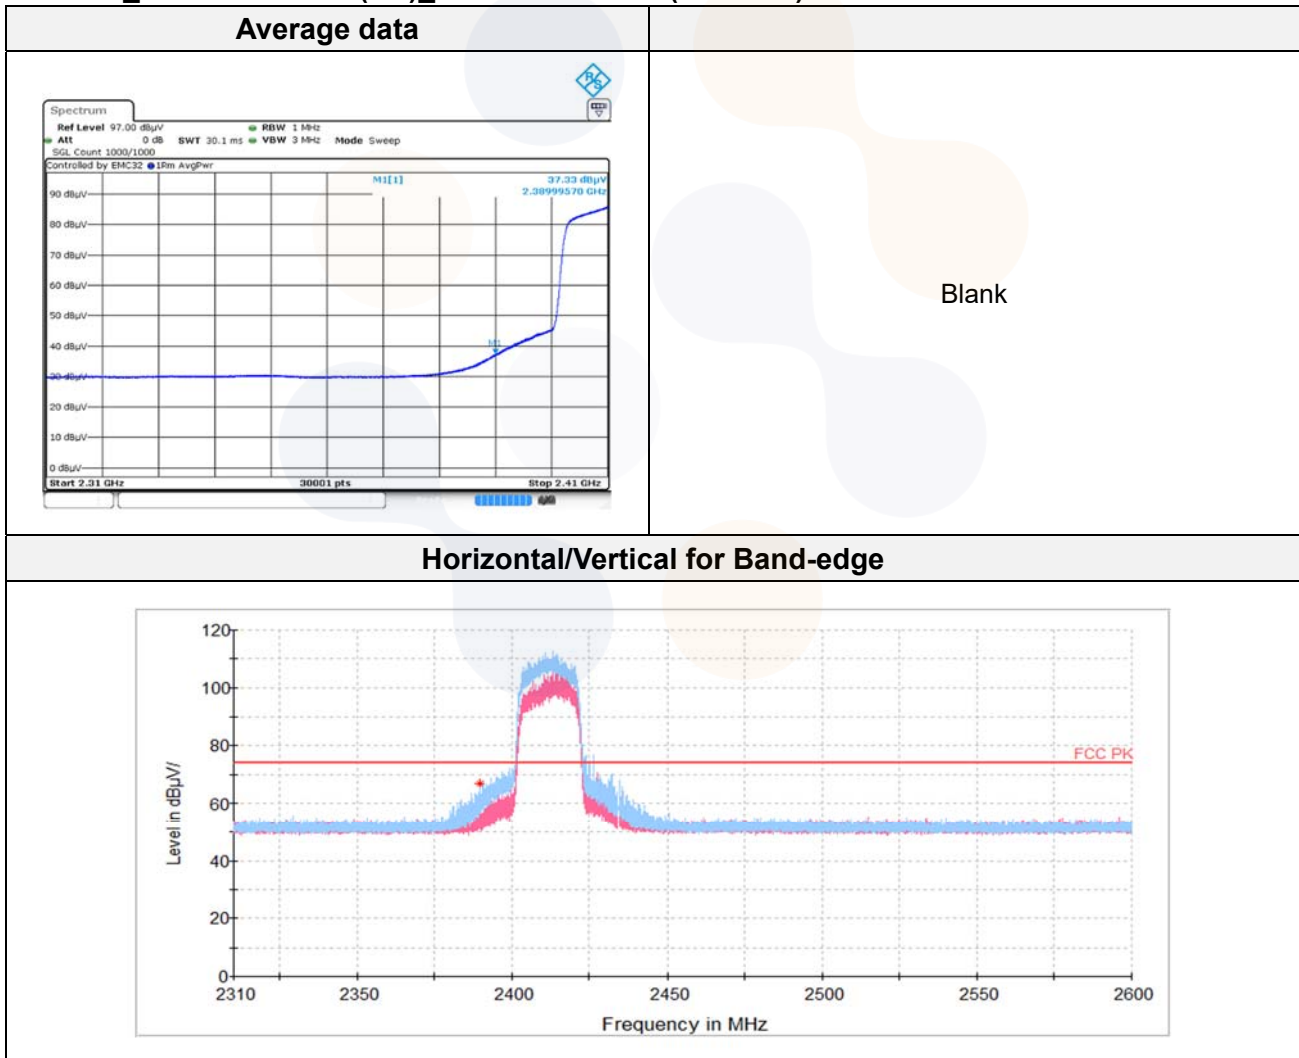 Average data
R&S
Spectrum
Ref Level 97.00 dBµV RBW 1 MHz
Att 0 dB SWT 30.1 ms VBW 3 MHz Mode Sweep
SGL Count 1000/1000
Controlled by EMC32 1Rm AvgPwr
M1[1] 37.33 dBµV
2.38999570 GHz
90 dBµV
80 dBµV
70 dBµV
60 dBµV
50 dBµV
40 dBµV
M1
30 dBµV
20 dBµV
10 dBµV
0 dBµV
Start 2.31 GHz 30001 pts Stop 2.41 GHz
Blank
Horizontal/Vertical for Band-edge
120
100
80
60
40
20
0
Level in dBµV/
FCC PK
2310 2350 2400 2450 2500 2550 2600
Frequency in MHz